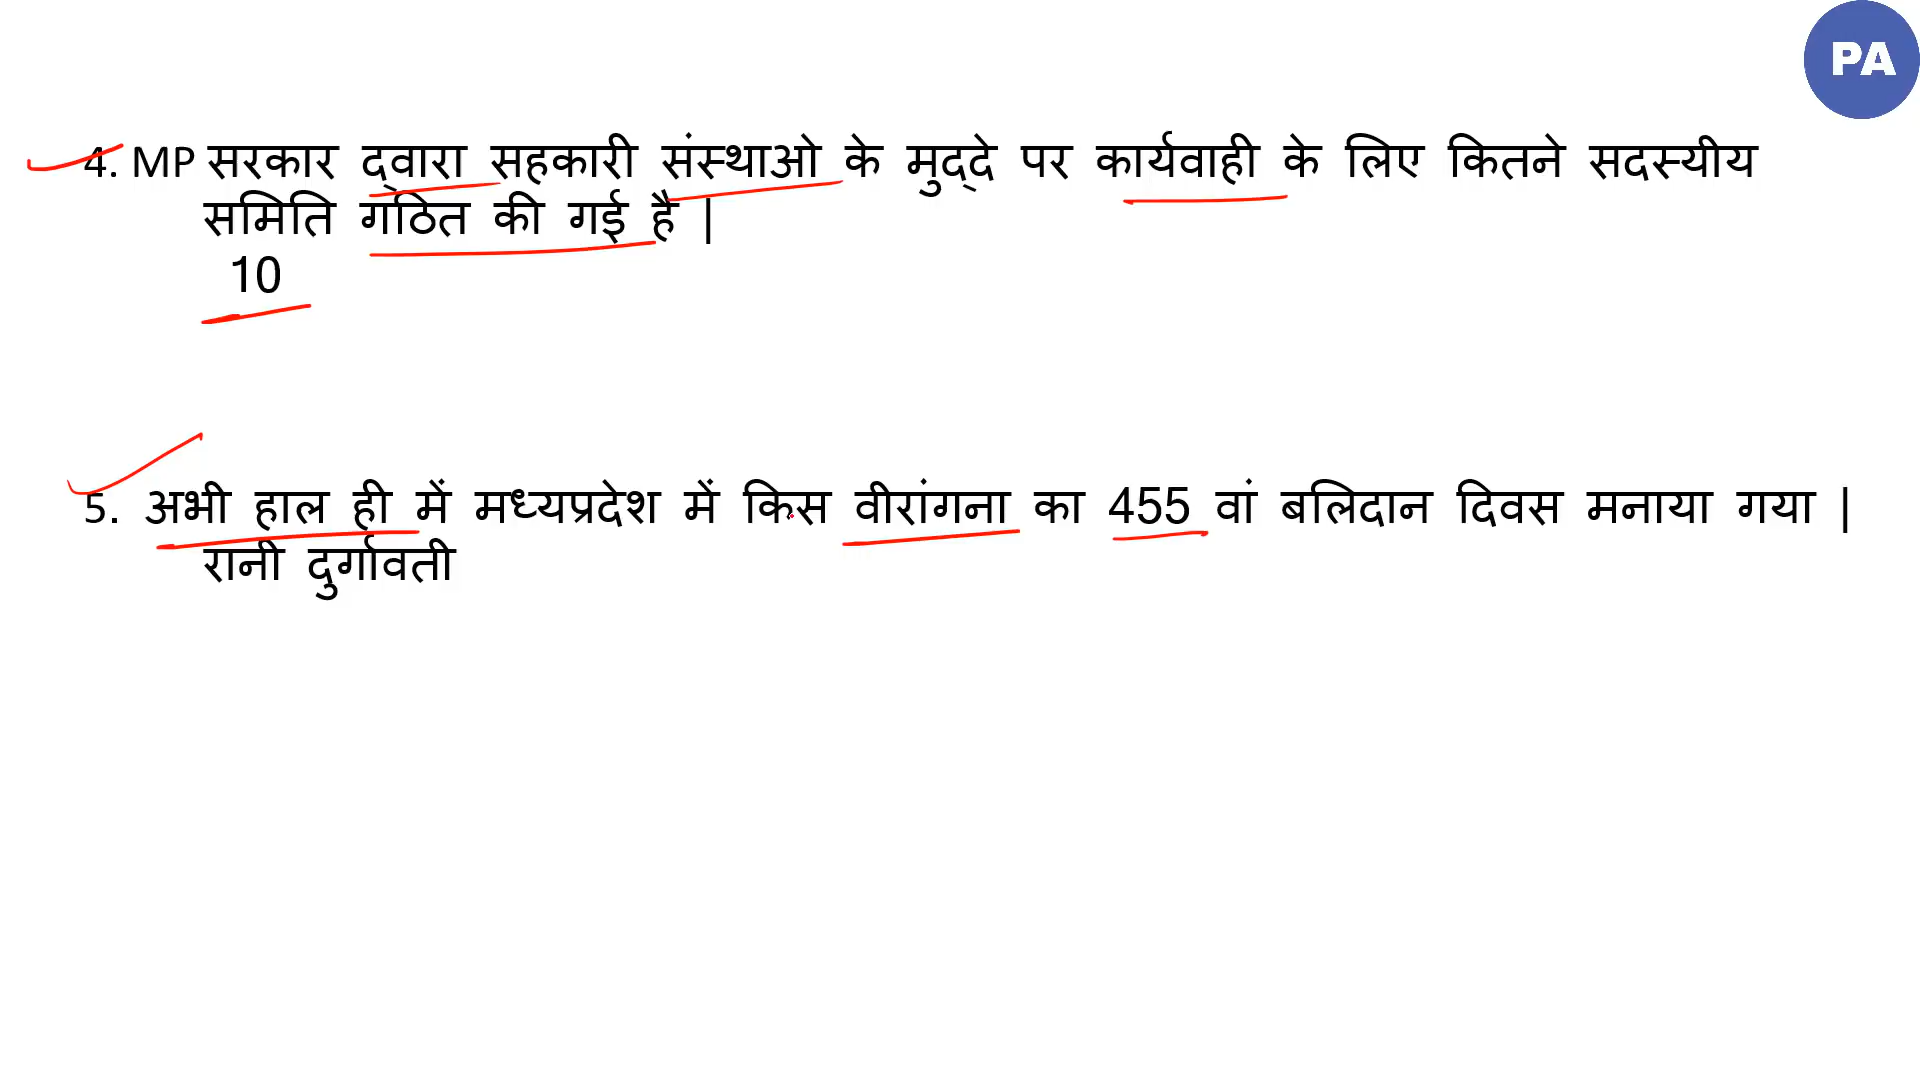 PA
4. MP सरकार द्वारा सहकारी संस्थाओ के मुद्दे पर कार्यवाही के लिए कितने सदस्यीय
समिति गठित की गई है |
10
5. अभी हाल ही में मध्यप्रदेश में किस वीरांगना का 455 वां बलिदान दिवस मनाया गया |
रानी दुर्गावती